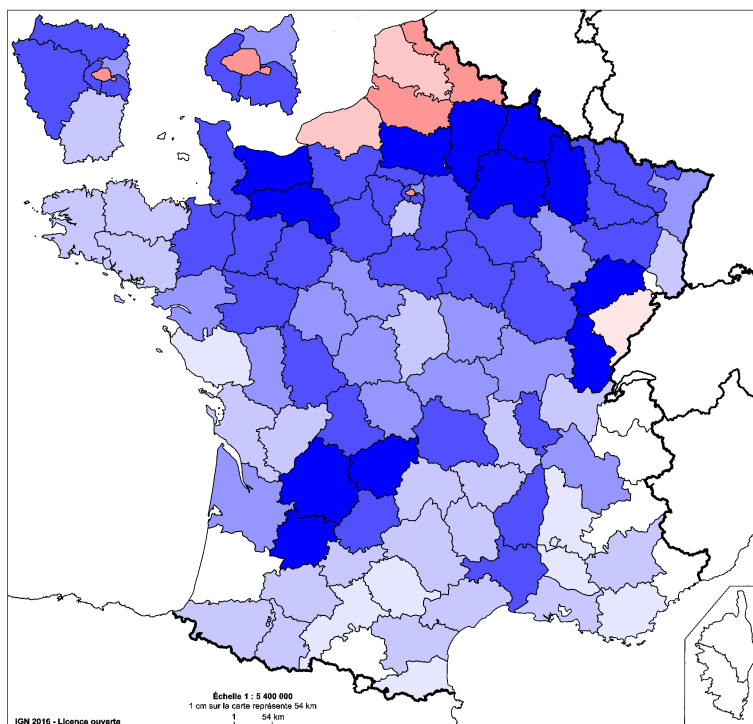 Échelle 1 : 5 400 000
1 cm sur la carte représente 54 km
1 54 km
IGN 2016 - Licence ouverte